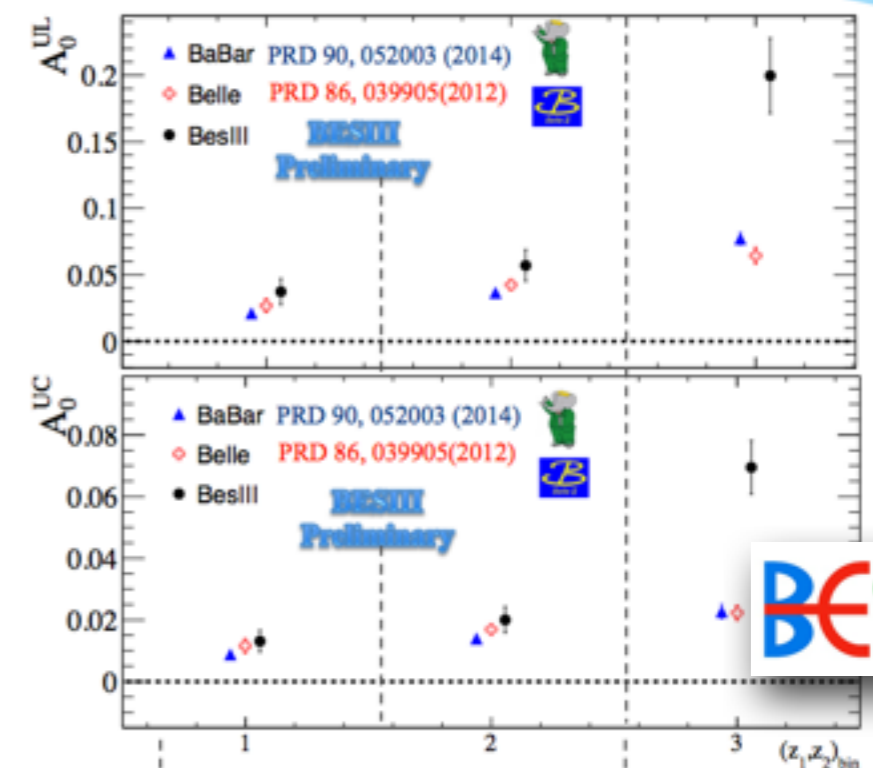 A₀ᵁᴸ
BaBar PRD 90, 052003 (2014)
Belle PRD 86, 039905(2012)
BesIII
BESIII
Preliminary
0.2
0.15
0.1
0.05
0
A₀ᵁᶜ
BaBar PRD 90, 052003 (2014)
Belle PRD 86, 039905(2012)
BesIII
BESIII
Preliminary
0.08
0.06
0.04
0.02
0
BE
1 2 3 (z₁,z₂)bin